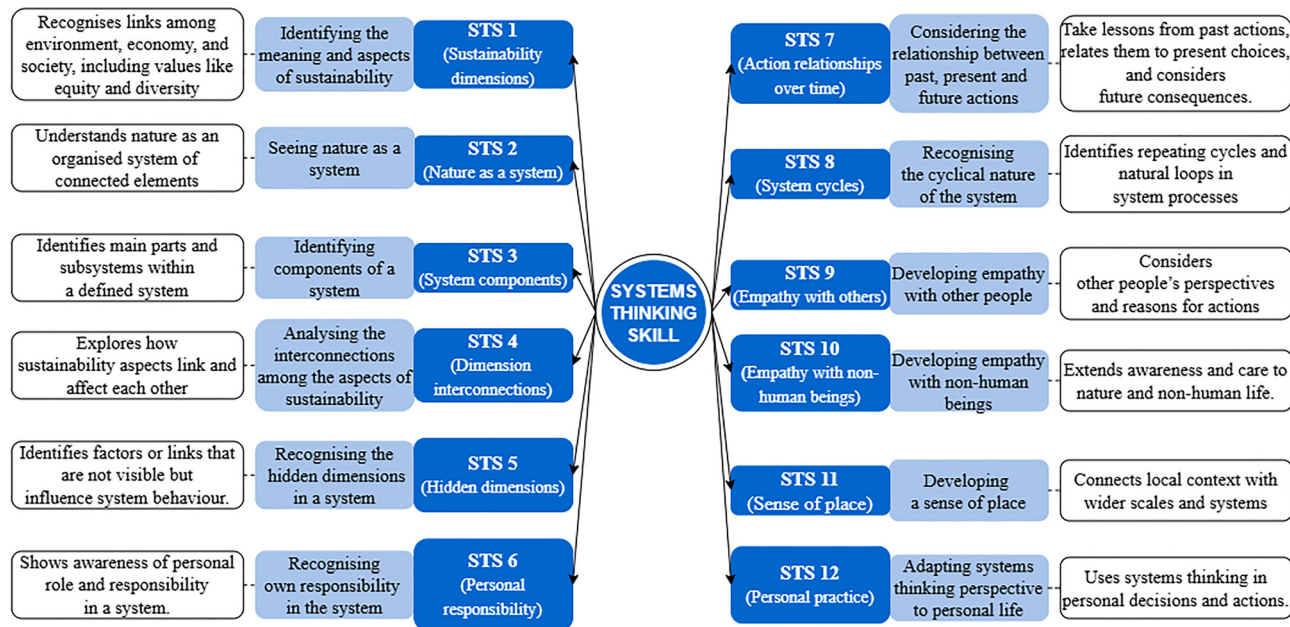 Recognises links among
environment, economy, and
society, including values like
equity and diversity
Identifying the
meaning and aspects
of sustainability
STS 1
(Sustainability
dimensions)
Understands nature as an
organised system of
connected elements
Seeing nature as a
system
STS 2
(Nature as a system)
Identifies main parts and
subsystems within
a defined system
Identifying
components of a
system
STS 3
(System components)
Explores how
sustainability aspects link and
affect each other
Analysing the
interconnections
among the aspects of
sustainability
STS 4
(Dimension
interconnections)
Identifies factors or links that
are not visible but
influence system behaviour.
Recognising the
hidden dimensions
in a system
STS 5
(Hidden dimensions)
Shows awareness of personal
role and responsibility
in a system.
Recognising
own responsibility
in the system
STS 6
(Personal
responsibility)
SYSTEMS
THINKING
SKILL
STS 7
(Action relationships
over time)
Considering the
relationship between
past, present and
future actions
Take lessons from past actions,
relates them to present choices,
and considers
future consequences.
STS 8
(System cycles)
Recognising
the cyclical nature
of the system
Identifies repeating cycles and
natural loops in
system processes
STS 9
(Empathy with others)
Developing empathy
with other people
Considers
other people's perspectives
and reasons for actions
STS 10
(Empathy with non-
human beings)
Developing empathy
with non-human
beings
Extends awareness and care to
nature and non-human life.
STS 11
(Sense of place)
Developing
a sense of place
Connects local context with
wider scales and systems
STS 12
(Personal practice)
Adapting systems
thinking perspective
to personal life
Uses systems thinking in
personal decisions and actions.